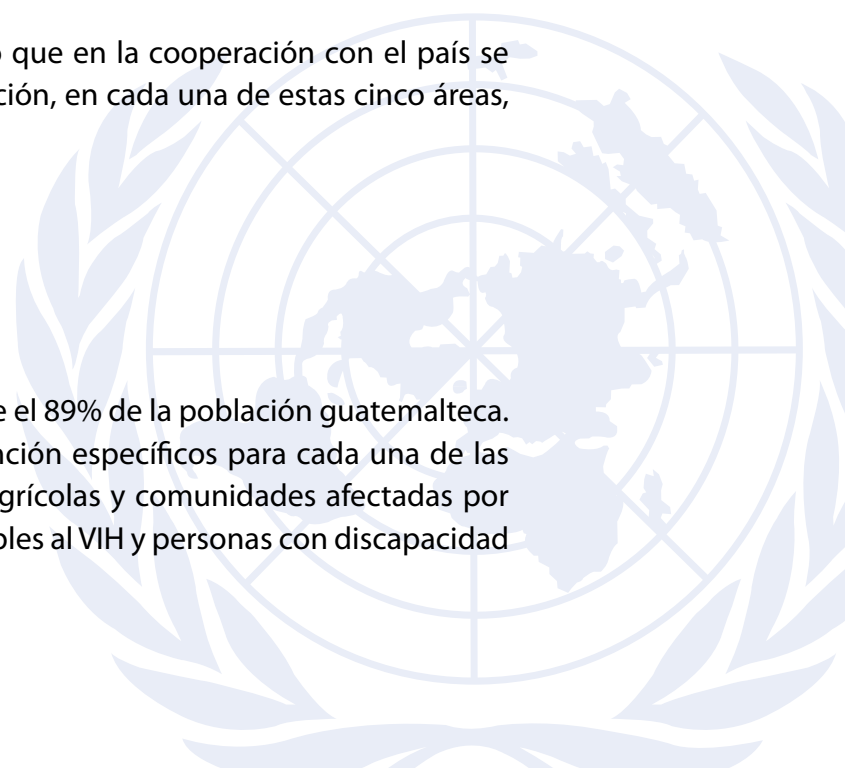 que en la cooperación con el país se
ción, en cada una de estas cinco áreas,
el 89% de la población guatemalteca.
nción específicos para cada una de las
grícolas y comunidades afectadas por
bles al VIH y personas con discapacidad